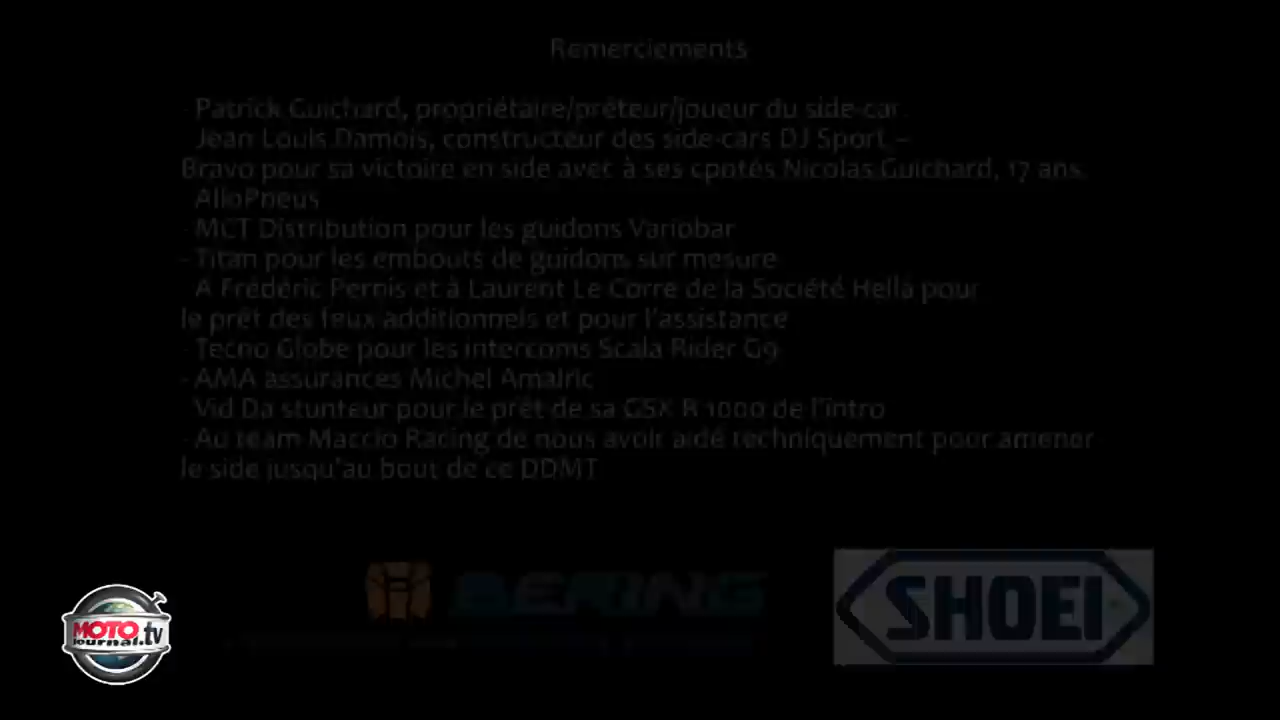 Remerciements
- Patrick Guichard, propriétaire/prêteur/joueur du side-car.
- Jean Louis Damois, constructeur des side-cars DJ Sport –
Bravo pour sa victoire en side avec à ses cpotés Nicolas Guichard, 17 ans.
- AlloPneus
- MCT Distribution pour les guidons Variobar
- Titan pour les embouts de guidons sur mesure
- A Frédéric Pernis et à Laurent Le Corre de la Société Hella pour
le prêt des feux additionnels et pour l'assistance
- Tecno Globe pour les intercoms Scala Rider G9
- AMA assurances Michel Amalric
- Vid Da stunteur pour le prêt de sa GSX R 1000 de l'intro
- Au team Maccio Racing de nous avoir aidé techniquement pour amener
le side jusqu'au bout de ce DDMT
BERING
SHOEI
MOTO
journal.tv